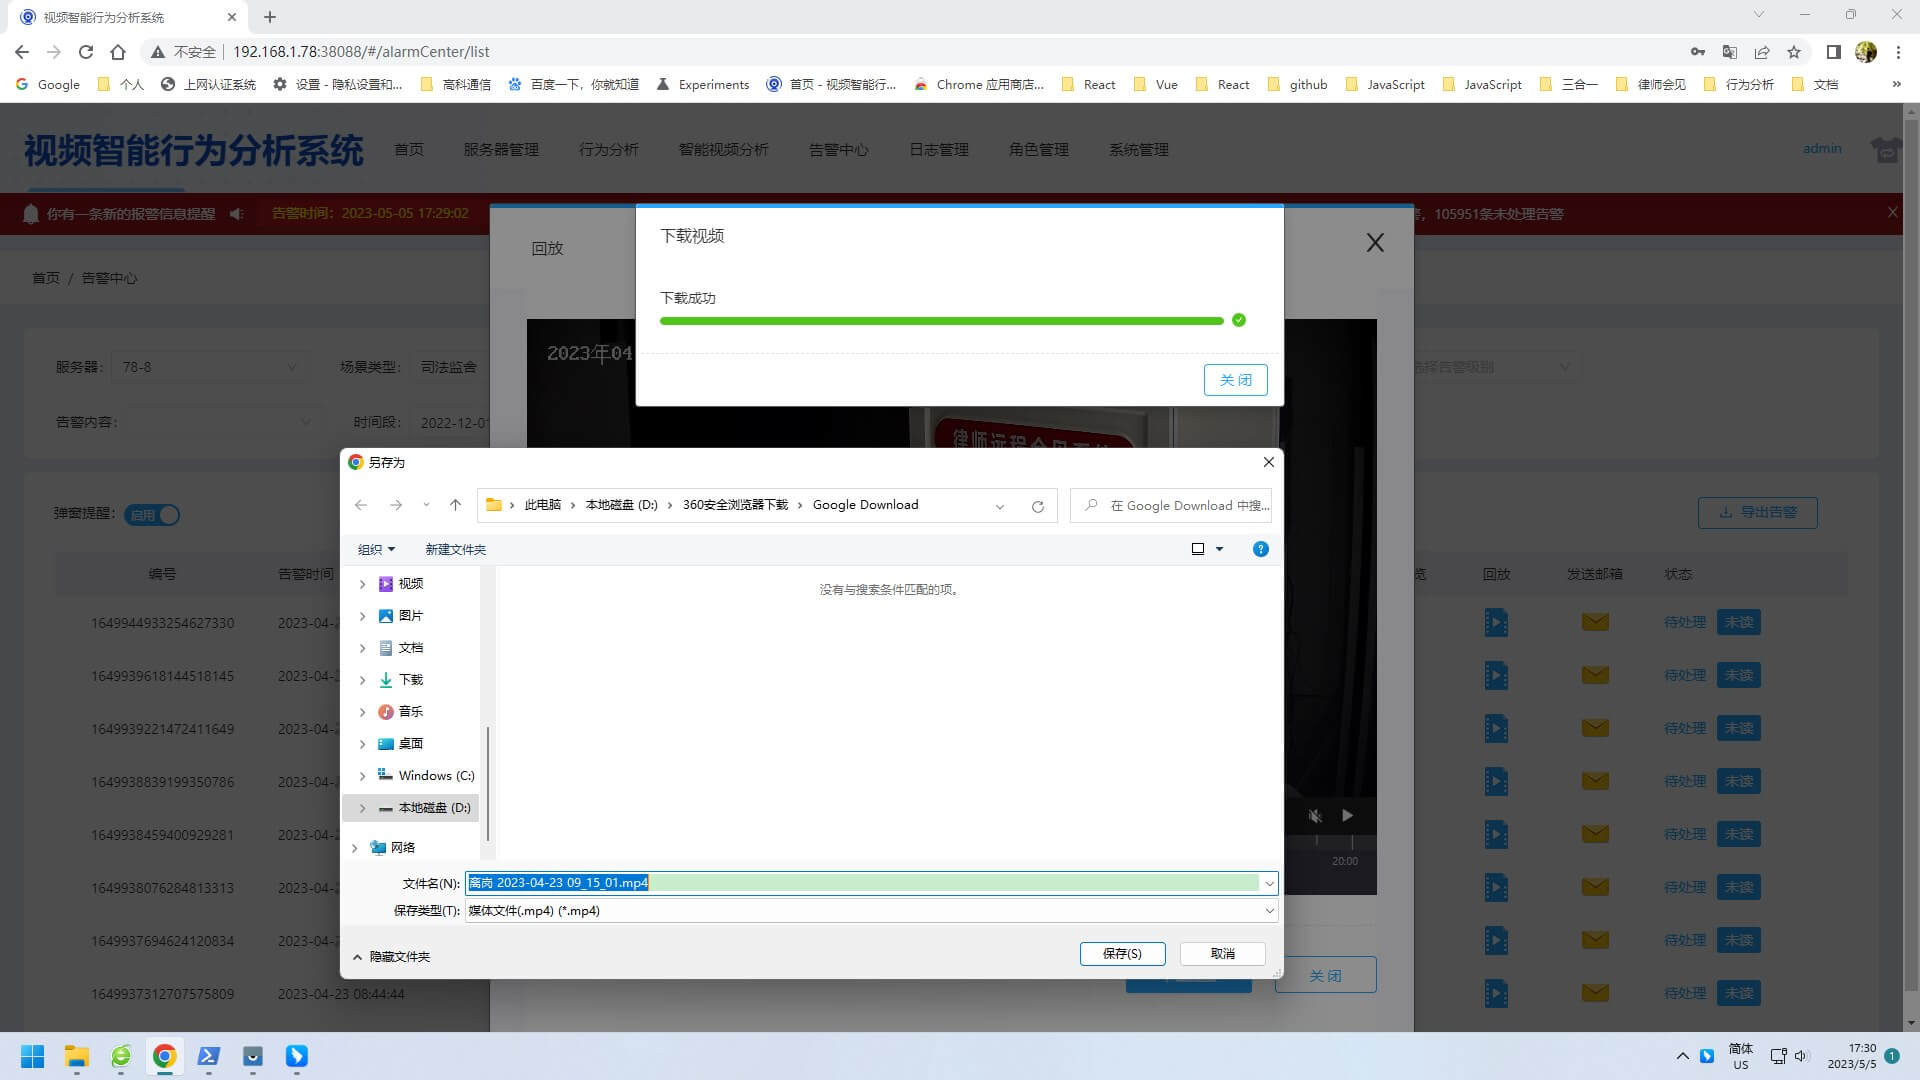 视频智能行为分析系统
不安全 192.168.1.78:38088/#/alarmCenter/list
Google 个人 上网认证系统 设置 - 隐私设置和... 高科通信 百度一下，你就知道 Experiments 首页 - 视频智能行... Chrome 应用商店... React Vue React github JavaScript JavaScript 三合一 律师会见 行为分析 文档 »
视频智能行为分析系统 首页 服务器管理 行为分析 智能视频分析 告警中心 日志管理 角色管理 系统管理 admin
你有一条新的报警信息提醒 告警时间：2023-05-05 17:29:02 ，105951条未处理告警
回放
下载视频
首页 / 告警中心
下载成功
2023年04
服务器： 78-8 场景类型： 司法监舍 选择告警级别
关 闭
告警内容： 时间段： 2022-12-01
律师远程会见
另存为
此电脑 › 本地磁盘 (D:) › 360安全浏览器下载 › Google Download
在 Google Download 中搜...
弹窗提醒： 启用 导出告警
组织 新建文件夹
没有与搜索条件匹配的项。
视频
图片
文档
下载
音乐
桌面
Windows (C:)
本地磁盘 (D:)
网络
文件名(N): 离岗 2023-04-23 09_15_01.mp4
保存类型(T): 媒体文件(.mp4) (*.mp4)
隐藏文件夹 保存(S) 取消
编号 告警时间 览 回放 发送邮箱 状态
1649944933254627330 2023-04- 待处理 未读
1649939618144518145 2023-04- 待处理 未读
1649939221472411649 2023-04- 待处理 未读
1649938839199350786 2023-04- 待处理 未读
1649938459400929281 2023-04- 待处理 未读
1649938076284813313 2023-04- 待处理 未读
1649937694624120834 2023-04- 待处理 未读
1649937312707575809 2023-04-23 08:44:44 待处理 未读
20:00
关 闭
简体
US
17:30
2023/5/5
1